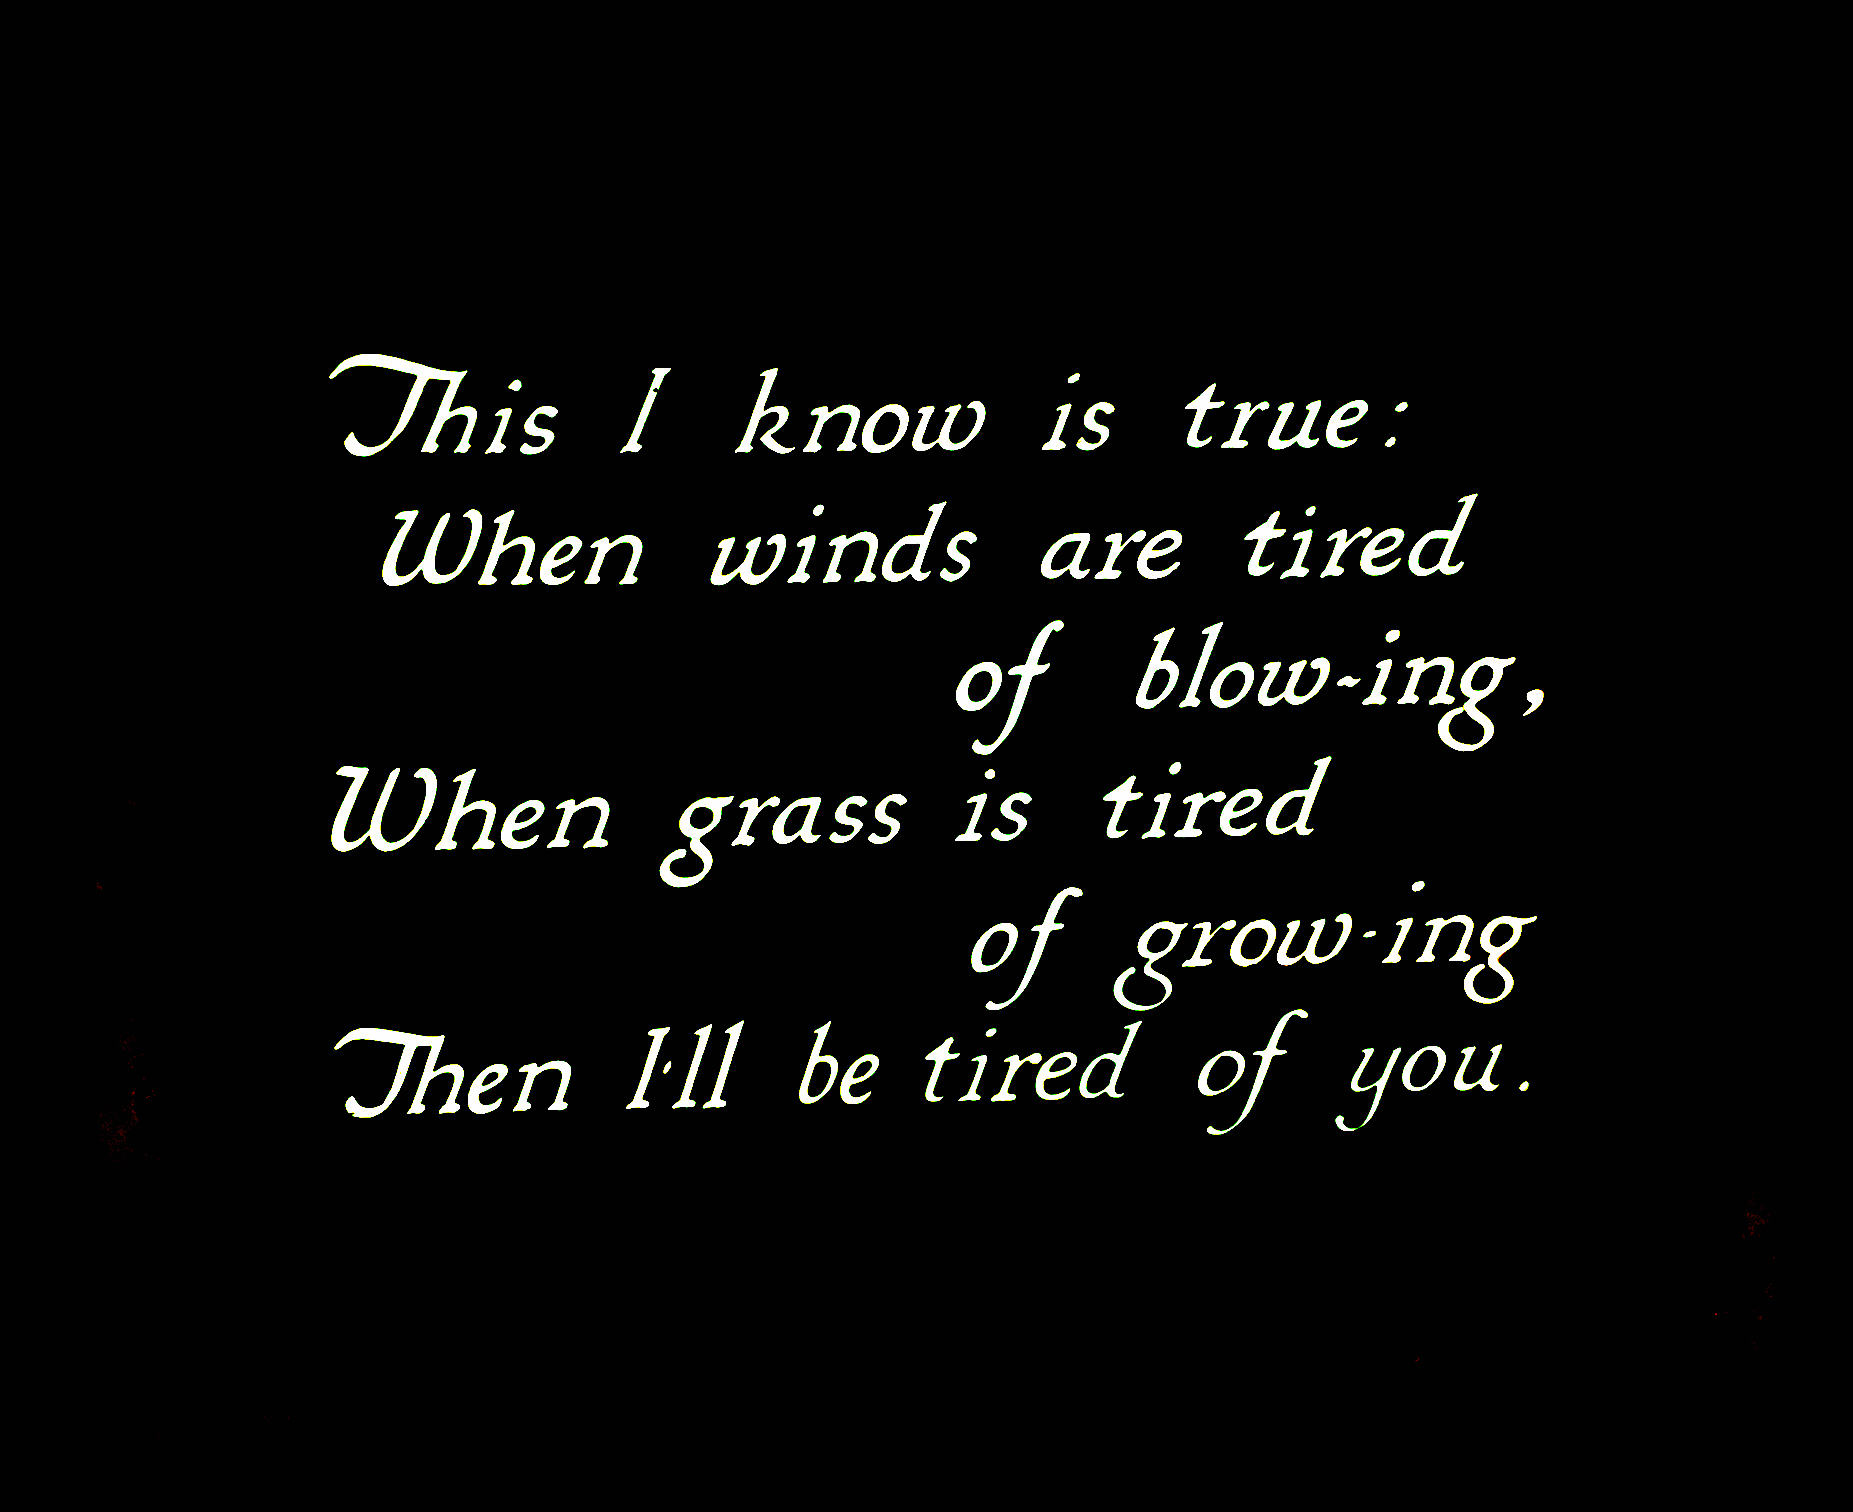 This I know is true:
When winds are tired
of blow-ing,
When grass is tired
of grow-ing
Then I'll be tired of you.